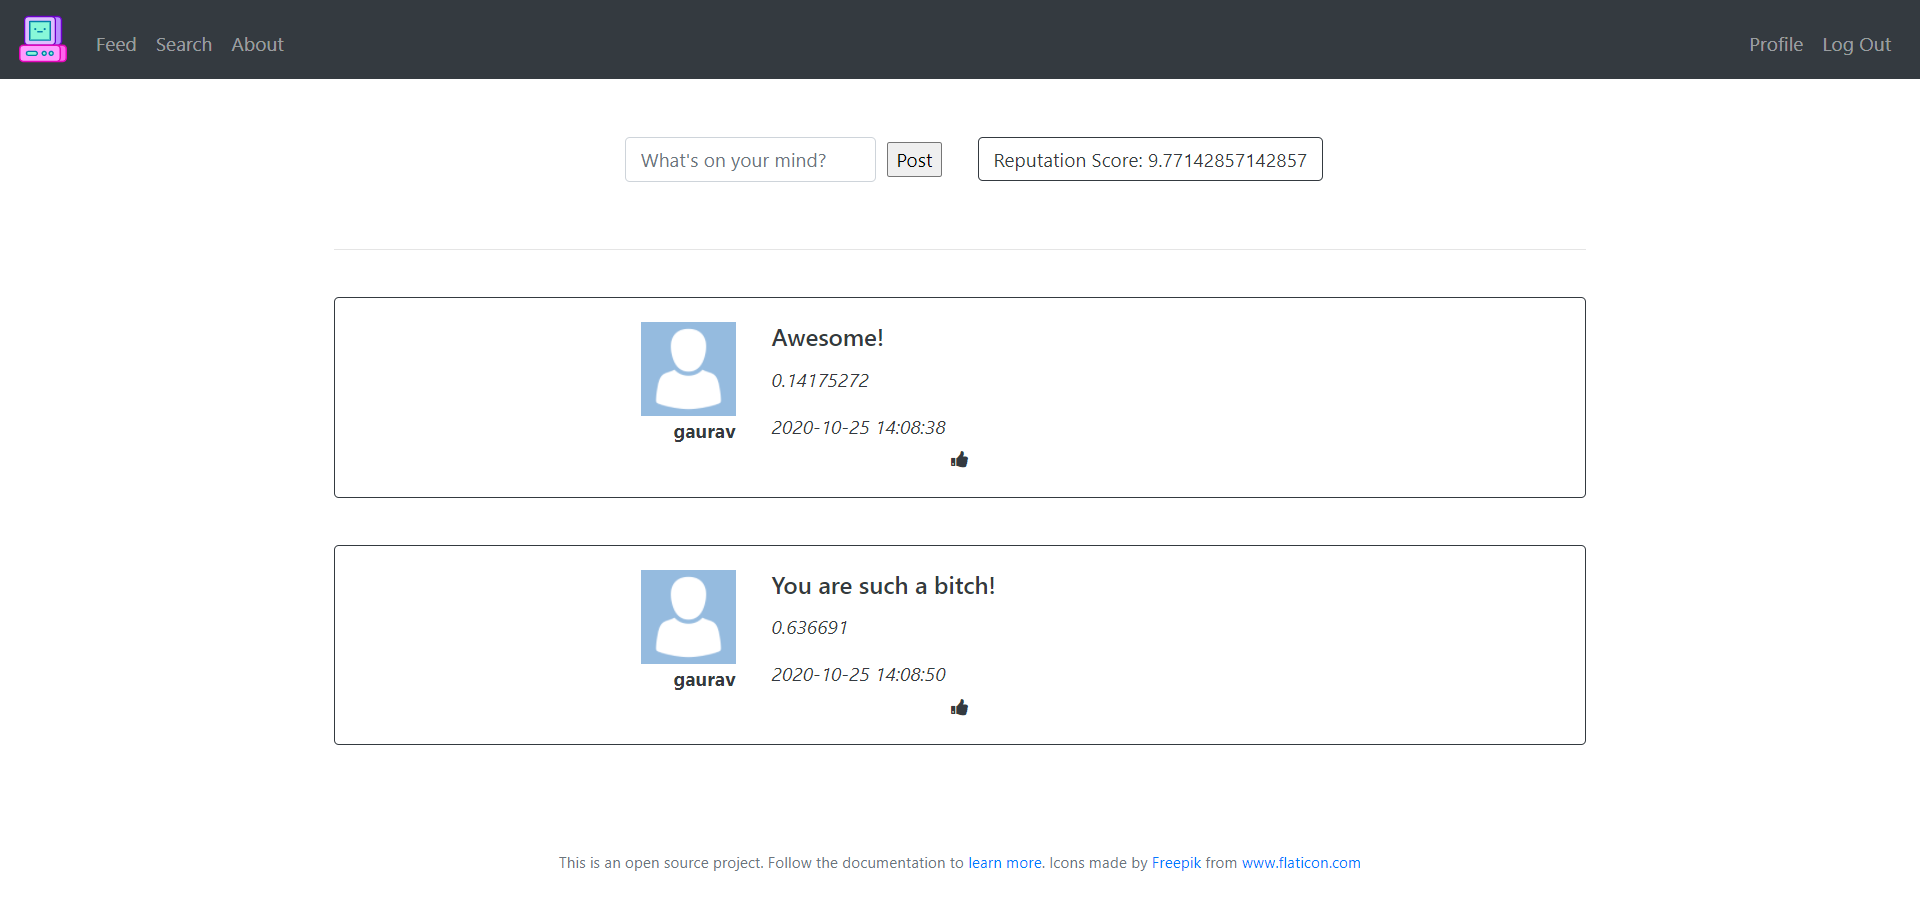 Feed Search About Profile Log Out
What's on your mind? Post Reputation Score: 9.77142857142857
Awesome!
0.14175272
gaurav
2020-10-25 14:08:38
You are such a bitch!
0.636691
gaurav
2020-10-25 14:08:50
This is an open source project. Follow the documentation to learn more. Icons made by Freepik from www.flaticon.com